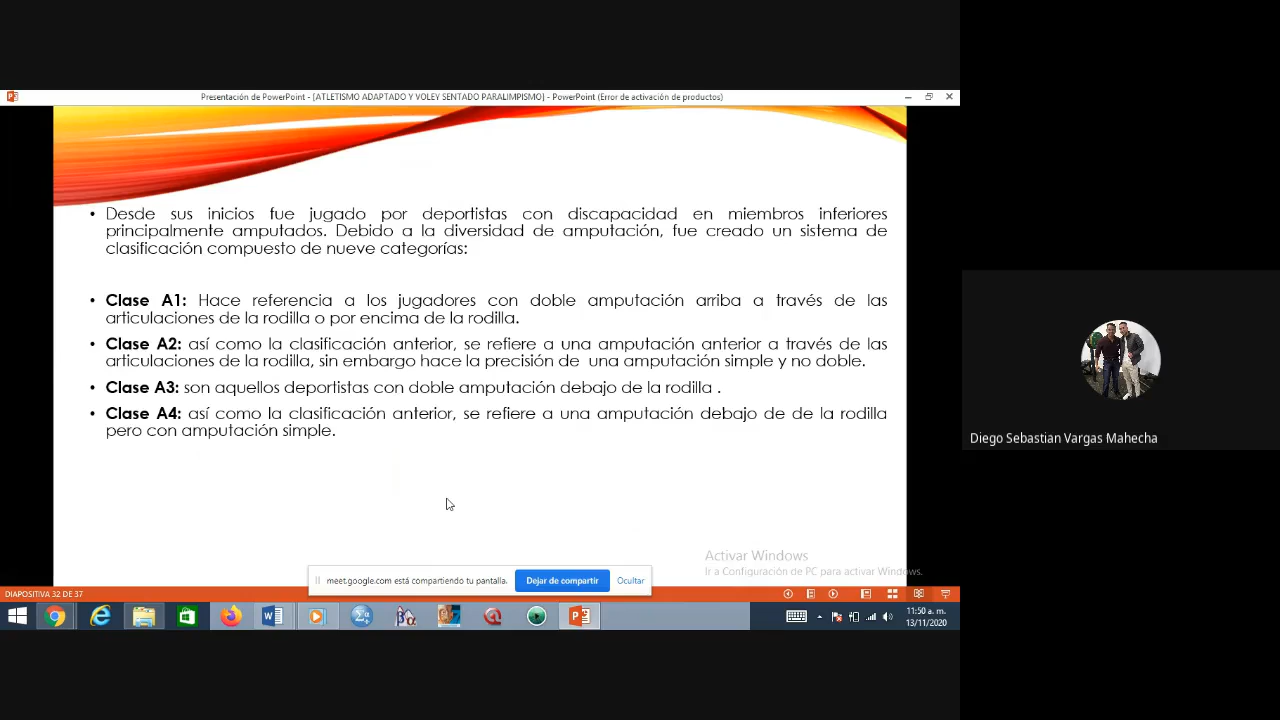 Presentación de PowerPoint - [ATLETISMO ADAPTADO Y VOLEY SENTADO PARALIMPISMO] - PowerPoint (Error de activación de productos)
• Desde sus inicios fue jugado por deportistas con discapacidad en miembros inferiores
principalmente amputados. Debido a la diversidad de amputación, fue creado un sistema de
clasificación compuesto de nueve categorías:
• Clase A1: Hace referencia a los jugadores con doble amputación arriba a través de las
articulaciones de la rodilla o por encima de la rodilla.
• Clase A2: así como la clasificación anterior, se refiere a una amputación anterior a través de las
articulaciones de la rodilla, sin embargo hace la precisión de una amputación simple y no doble.
• Clase A3: son aquellos deportistas con doble amputación debajo de la rodilla .
• Clase A4: así como la clasificación anterior, se refiere a una amputación debajo de de la rodilla
pero con amputación simple.
Diego Sebastian Vargas Mahecha
Activar Windows
Ir a Configuración de PC para activar Windows.
meet.google.com está compartiendo tu pantalla.
Dejar de compartir
Ocultar
DIAPOSITIVA 32 DE 37
11:50 a. m.
13/11/2020